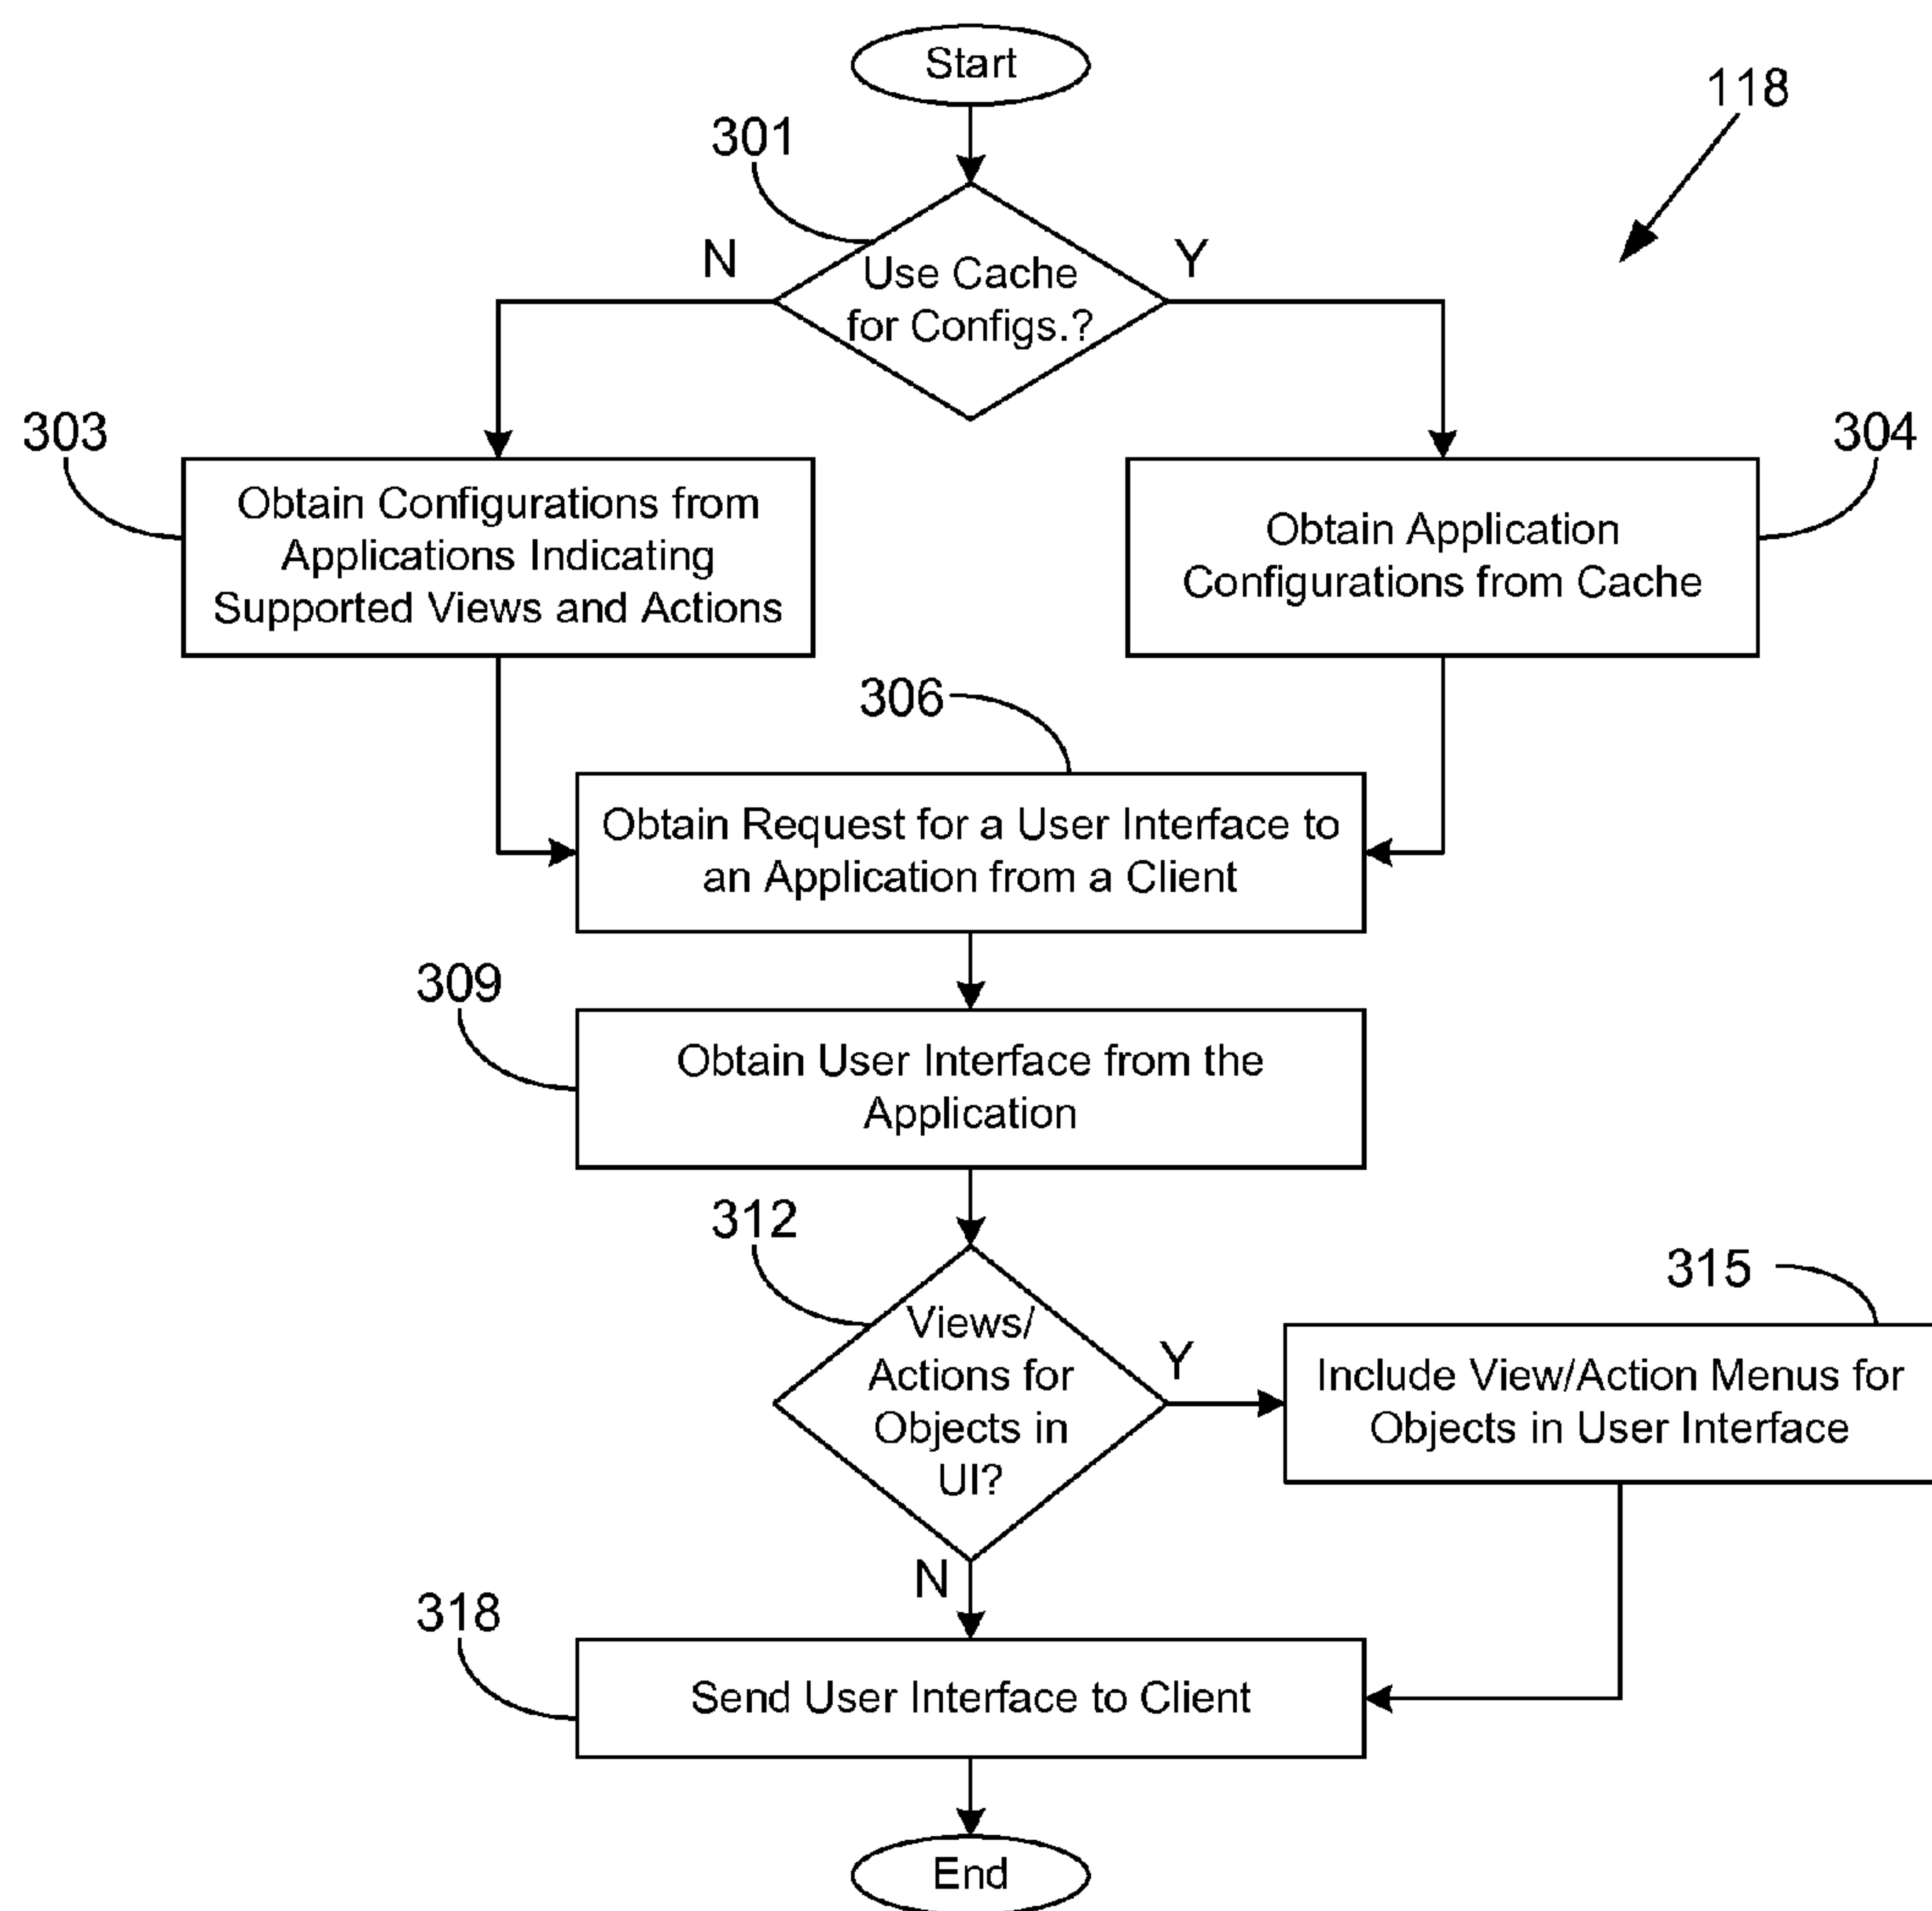 Start
118
301
N
Y
Use Cache
for Configs.?
303
304
Obtain Configurations from
Applications Indicating
Supported Views and Actions
Obtain Application
Configurations from Cache
306
Obtain Request for a User Interface to
an Application from a Client
309
Obtain User Interface from the
Application
312
315
Views/
Actions for
Objects in
UI?
Y
Include View/Action Menus for
Objects in User Interface
N
318
Send User Interface to Client
End